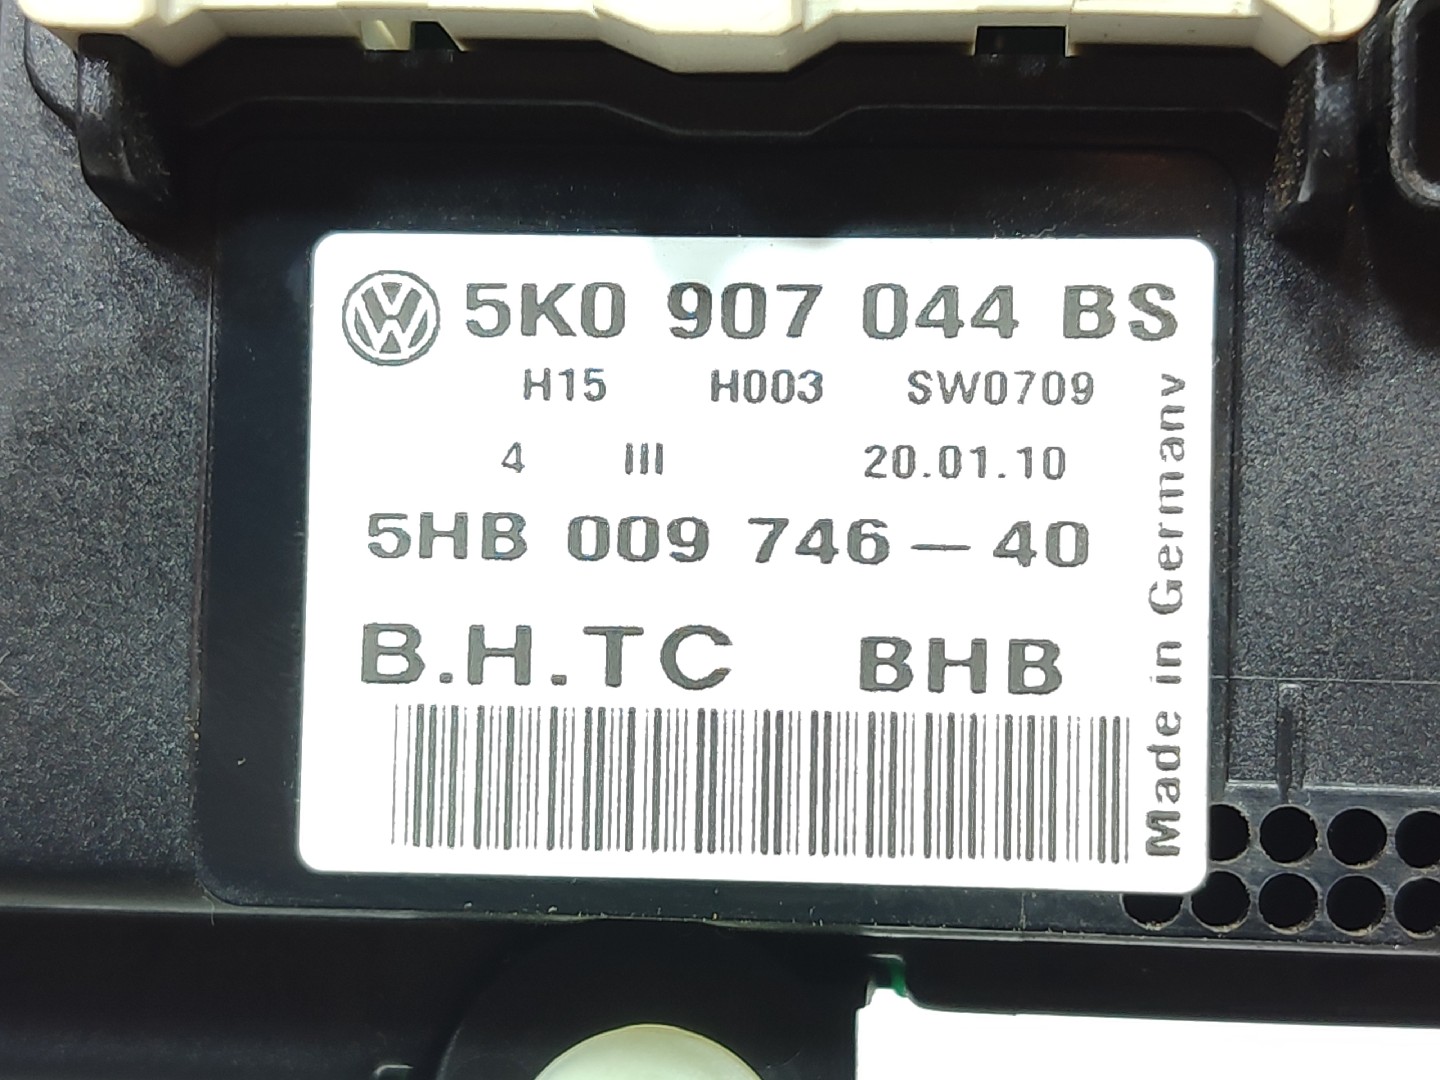 5K0 907 044 BS
H15 H003 SW0709
4 III 20.01.10
5HB 009 746-40
B.H.TC BHB
Made in Germany